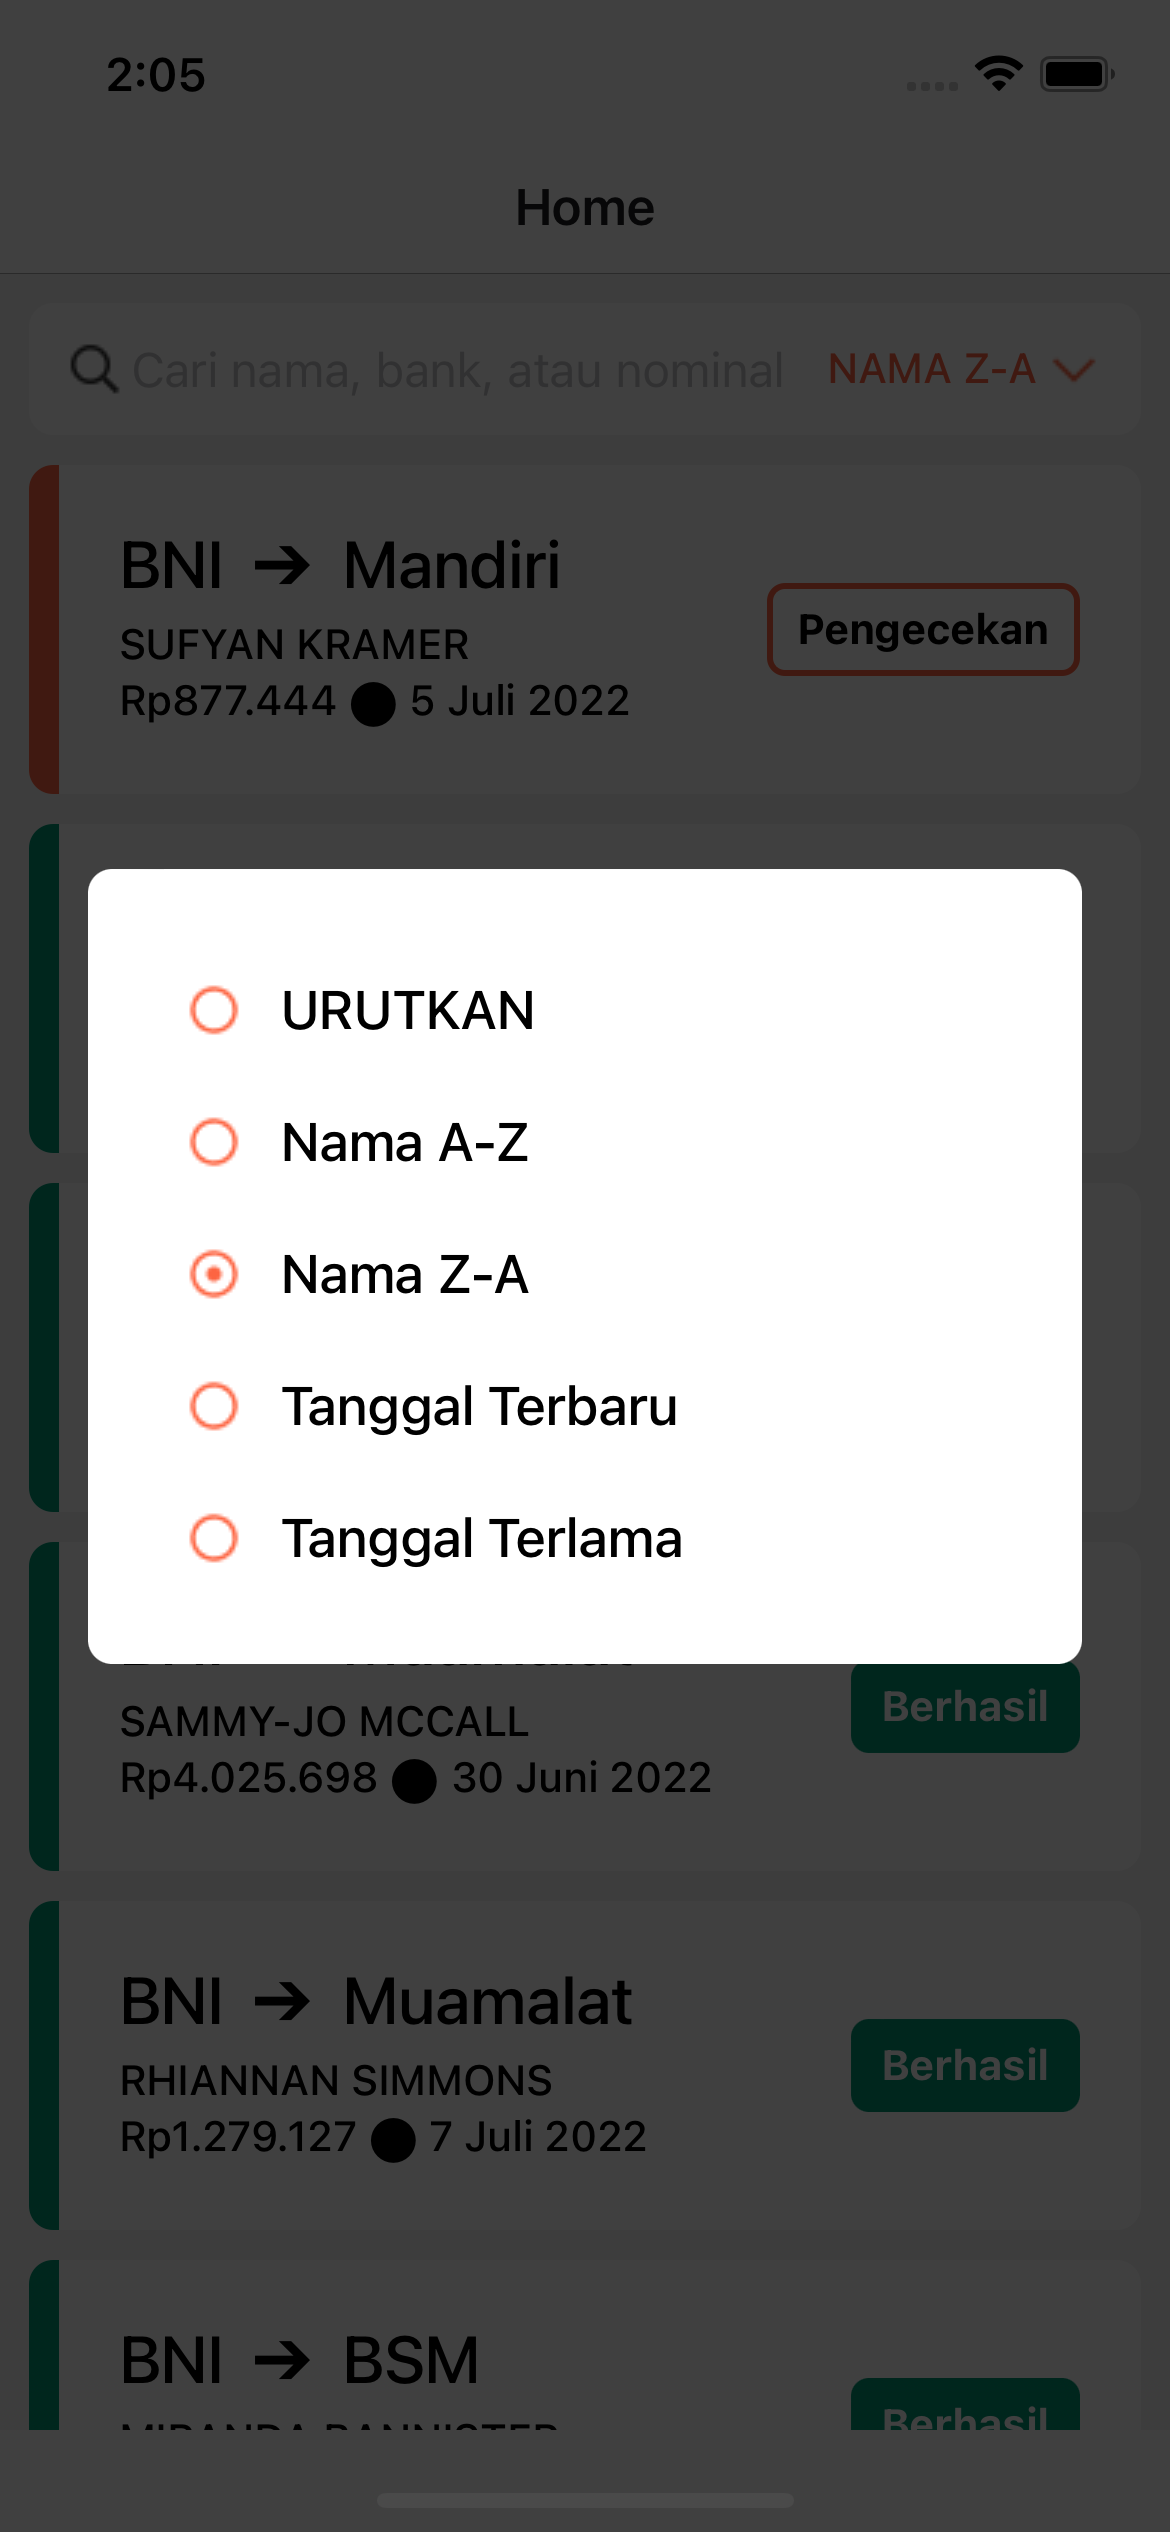 2:05
Home
Cari nama, bank, atau nominal NAMA Z-A
BNI → Mandiri
SUFYAN KRAMER
Rp877.444 ● 5 Juli 2022
Pengecekan
URUTKAN
Nama A-Z
Nama Z-A
Tanggal Terbaru
Tanggal Terlama
SAMMY-JO MCCALL
Rp4.025.698 ● 30 Juni 2022
Berhasil
BNI → Muamalat
RHIANNAN SIMMONS
Rp1.279.127 ● 7 Juli 2022
Berhasil
BNI → BSM
MIRANDA BANNISTER
Berhasil